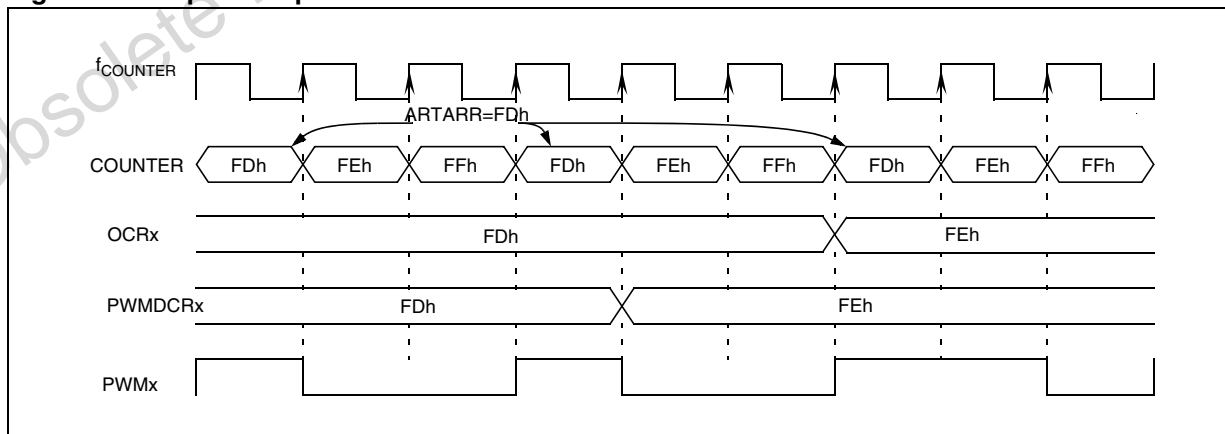 fCOUNTER
ARTARR=FDh
COUNTER FDh FEh FFh FDh FEh FFh FDh FEh FFh
OCRx FDh FEh
PWMDCRx FDh FEh
PWMx